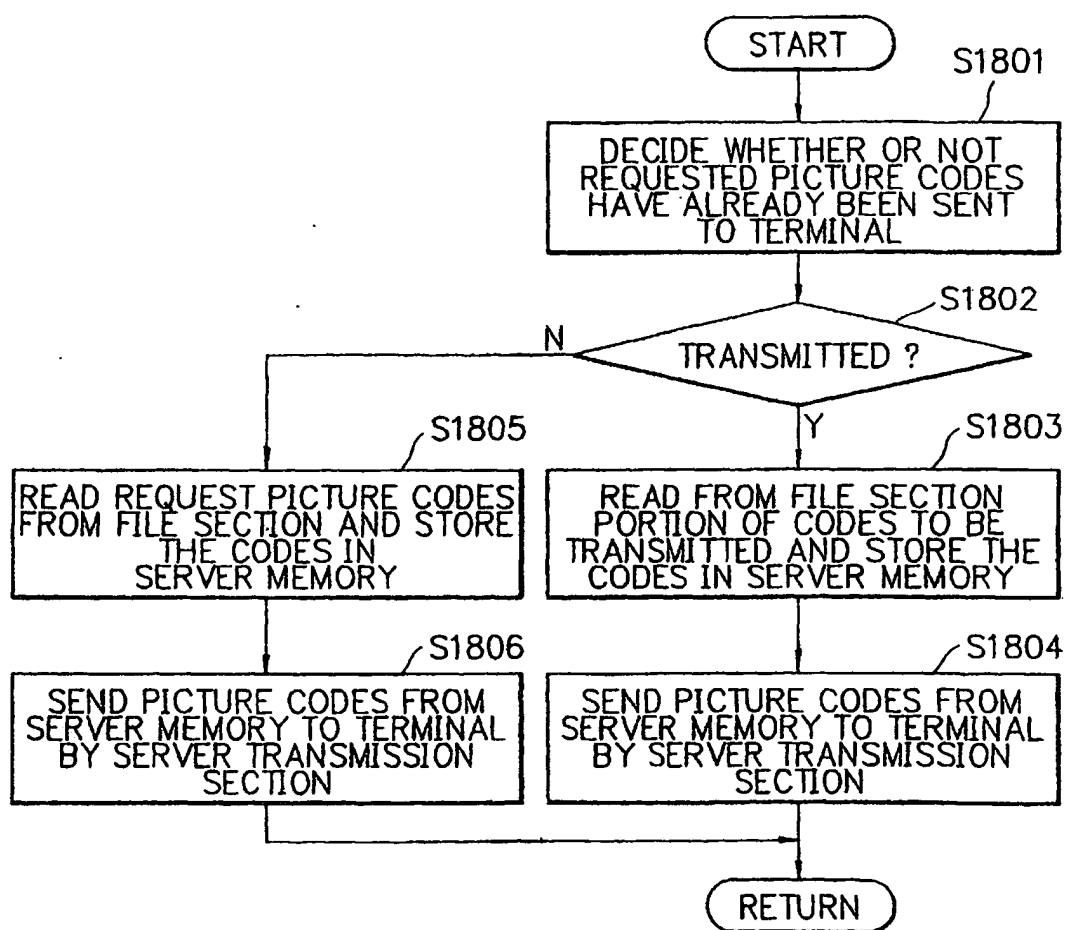 START
S1801
DECIDE WHETHER OR NOT
REQUESTED PICTURE CODES
HAVE ALREADY BEEN SENT
TO TERMINAL
S1802
N
TRANSMITTED ?
Y
S1805
READ REQUEST PICTURE CODES
FROM FILE SECTION AND STORE
THE CODES IN
SERVER MEMORY
S1803
READ FROM FILE SECTION
PORTION OF CODES TO BE
TRANSMITTED AND STORE THE
CODES IN SERVER MEMORY
S1806
SEND PICTURE CODES FROM
SERVER MEMORY TO TERMINAL
BY SERVER TRANSMISSION
SECTION
S1804
SEND PICTURE CODES FROM
SERVER MEMORY TO TERMINAL
BY SERVER TRANSMISSION
SECTION
RETURN